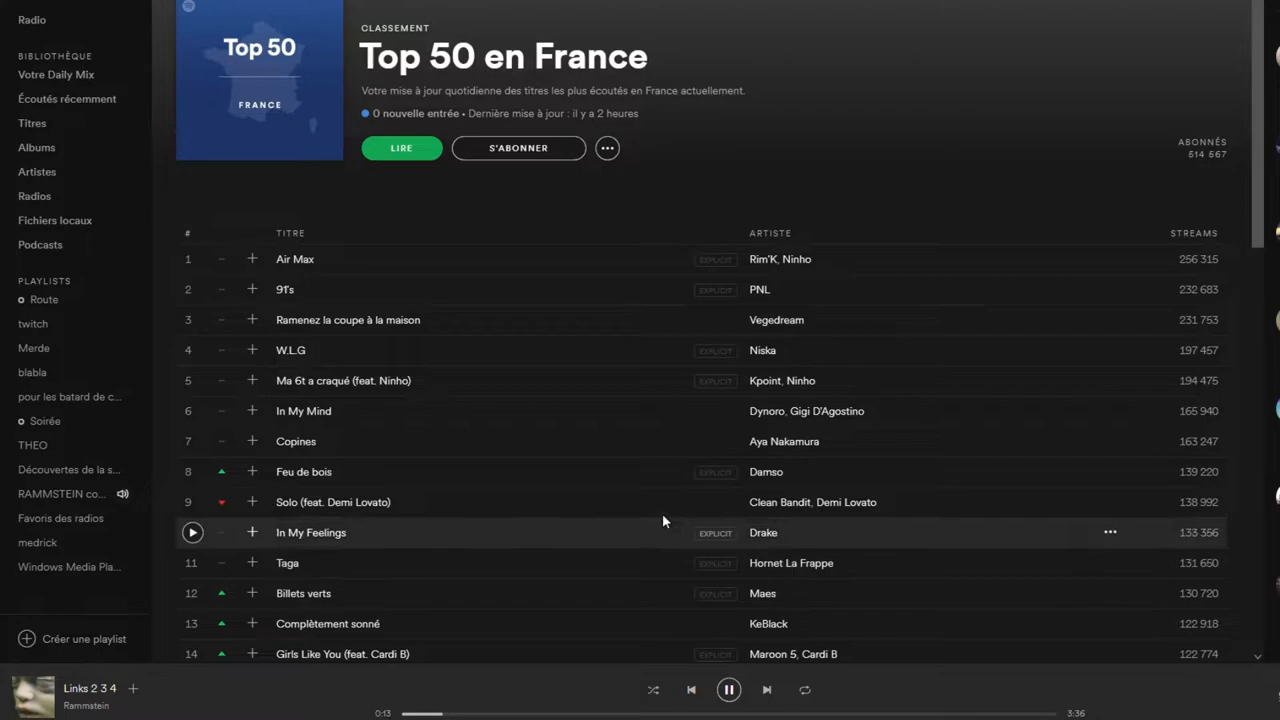 Radio
BIBLIOTHÈQUE
Votre Daily Mix
Écoutés récemment
Titres
Albums
Artistes
Radios
Fichiers locaux
Podcasts
PLAYLISTS
Route
twitch
Merde
blabla
pour les batard de c...
Soirée
THEO
Découvertes de la s...
RAMMSTEIN co...
Favoris des radios
medrick
Windows Media Pla...
Créer une playlist
Top 50
FRANCE
CLASSEMENT
Top 50 en France
Votre mise à jour quotidienne des titres les plus écoutés en France actuellement.
0 nouvelle entrée • Dernière mise à jour : il y a 2 heures
LIRE S'ABONNER
ABONNÉS
514 567
# TITRE ARTISTE STREAMS
1 Air Max EXPLICIT Rim'K, Ninho 256 315
2 91's EXPLICIT PNL 232 683
3 Ramenez la coupe à la maison Vegedream 231 753
4 W.L.G EXPLICIT Niska 197 457
5 Ma 6t a craqué (feat. Ninho) EXPLICIT Kpoint, Ninho 194 475
6 In My Mind Dynoro, Gigi D'Agostino 165 940
7 Copines Aya Nakamura 163 247
8 Feu de bois EXPLICIT Damso 139 220
9 Solo (feat. Demi Lovato) Clean Bandit, Demi Lovato 138 992
In My Feelings EXPLICIT Drake 133 356
11 Taga EXPLICIT Hornet La Frappe 131 650
12 Billets verts EXPLICIT Maes 130 720
13 Complètement sonné KeBlack 122 918
14 Girls Like You (feat. Cardi B) EXPLICIT Maroon 5, Cardi B 122 774
Links 2 3 4
Rammstein
0:13 3:36